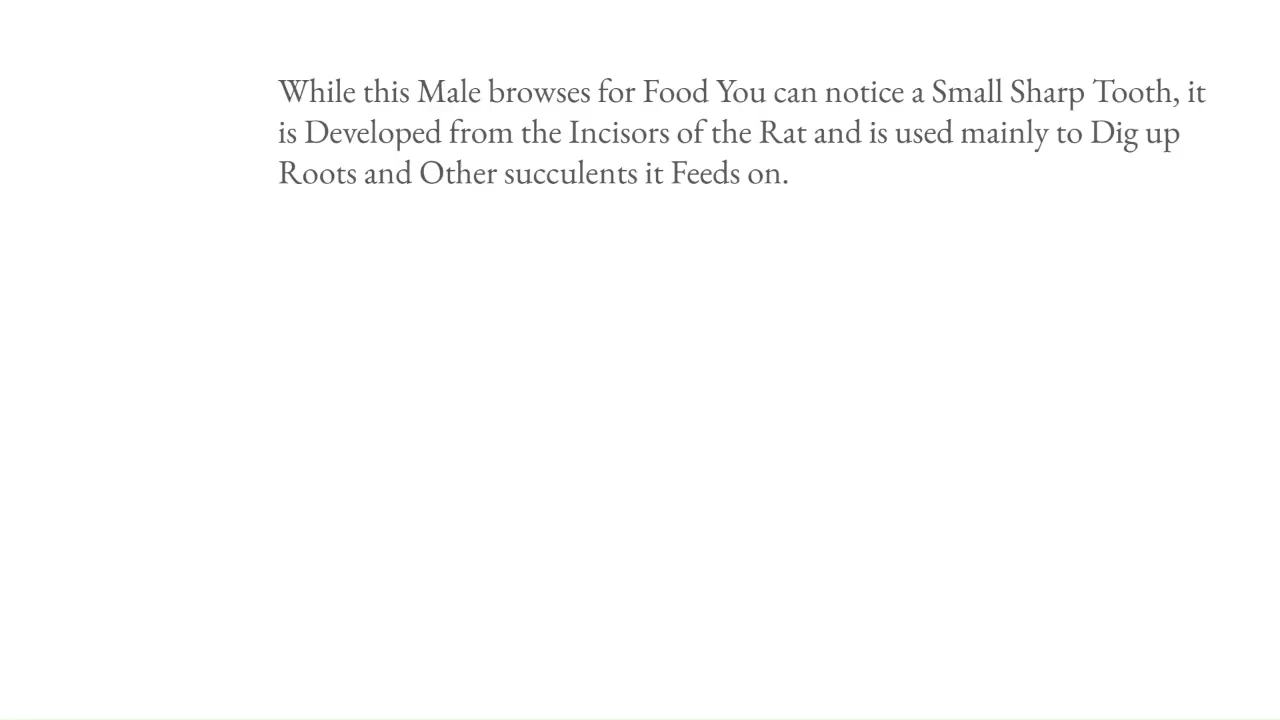 While this Male browses for Food You can notice a Small Sharp Tooth, it
is Developed from the Incisors of the Rat and is used mainly to Dig up
Roots and Other succulents it Feeds on.